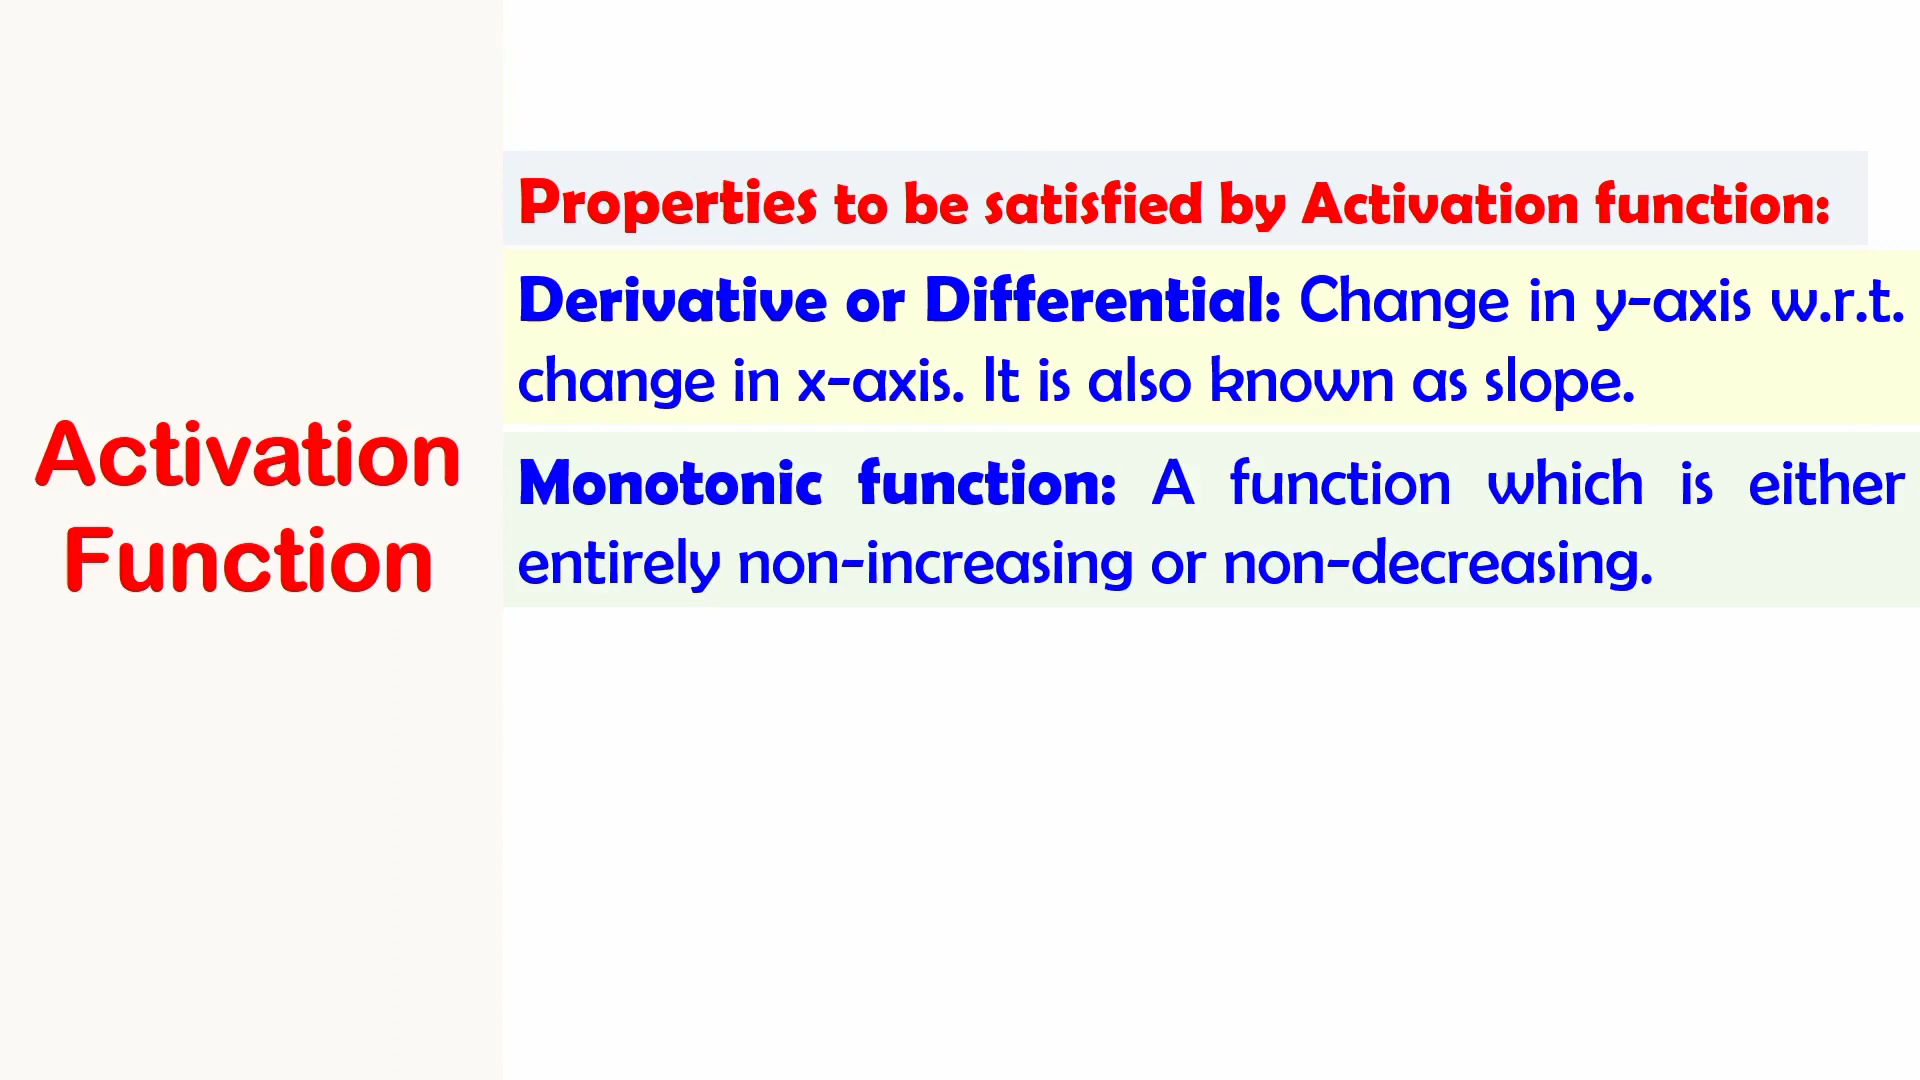 Activation
Function
Properties to be satisfied by Activation function:
Derivative or Differential: Change in y-axis w.r.t.
change in x-axis. It is also known as slope.
Monotonic function: A function which is either
entirely non-increasing or non-decreasing.